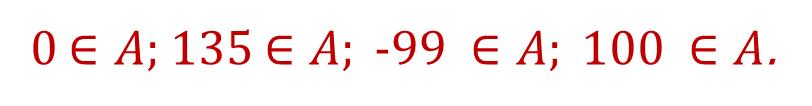 0 ∈ A; 135 ∈ A; -99 ∈ A; 100 ∈ A.